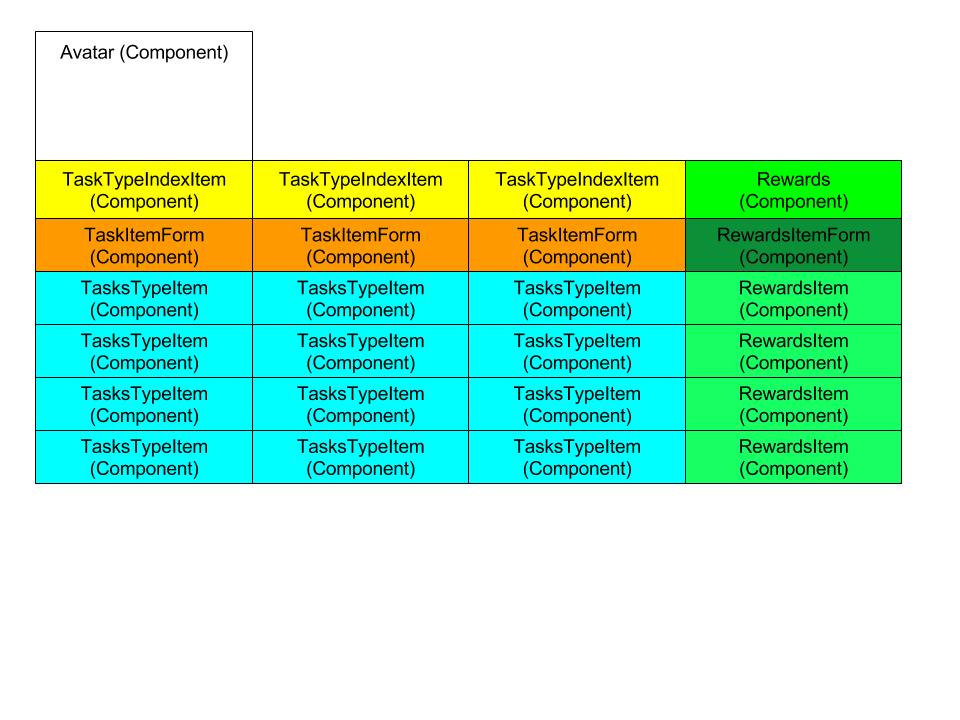 Avatar (Component)
TaskTypeIndexItem
(Component)
TaskTypeIndexItem
(Component)
TaskTypeIndexItem
(Component)
Rewards
(Component)
TaskItemForm
(Component)
TaskItemForm
(Component)
TaskItemForm
(Component)
RewardsItemForm
(Component)
TasksTypeItem
(Component)
TasksTypeItem
(Component)
TasksTypeItem
(Component)
RewardsItem
(Component)
TasksTypeItem
(Component)
TasksTypeItem
(Component)
TasksTypeItem
(Component)
RewardsItem
(Component)
TasksTypeItem
(Component)
TasksTypeItem
(Component)
TasksTypeItem
(Component)
RewardsItem
(Component)
TasksTypeItem
(Component)
TasksTypeItem
(Component)
TasksTypeItem
(Component)
RewardsItem
(Component)